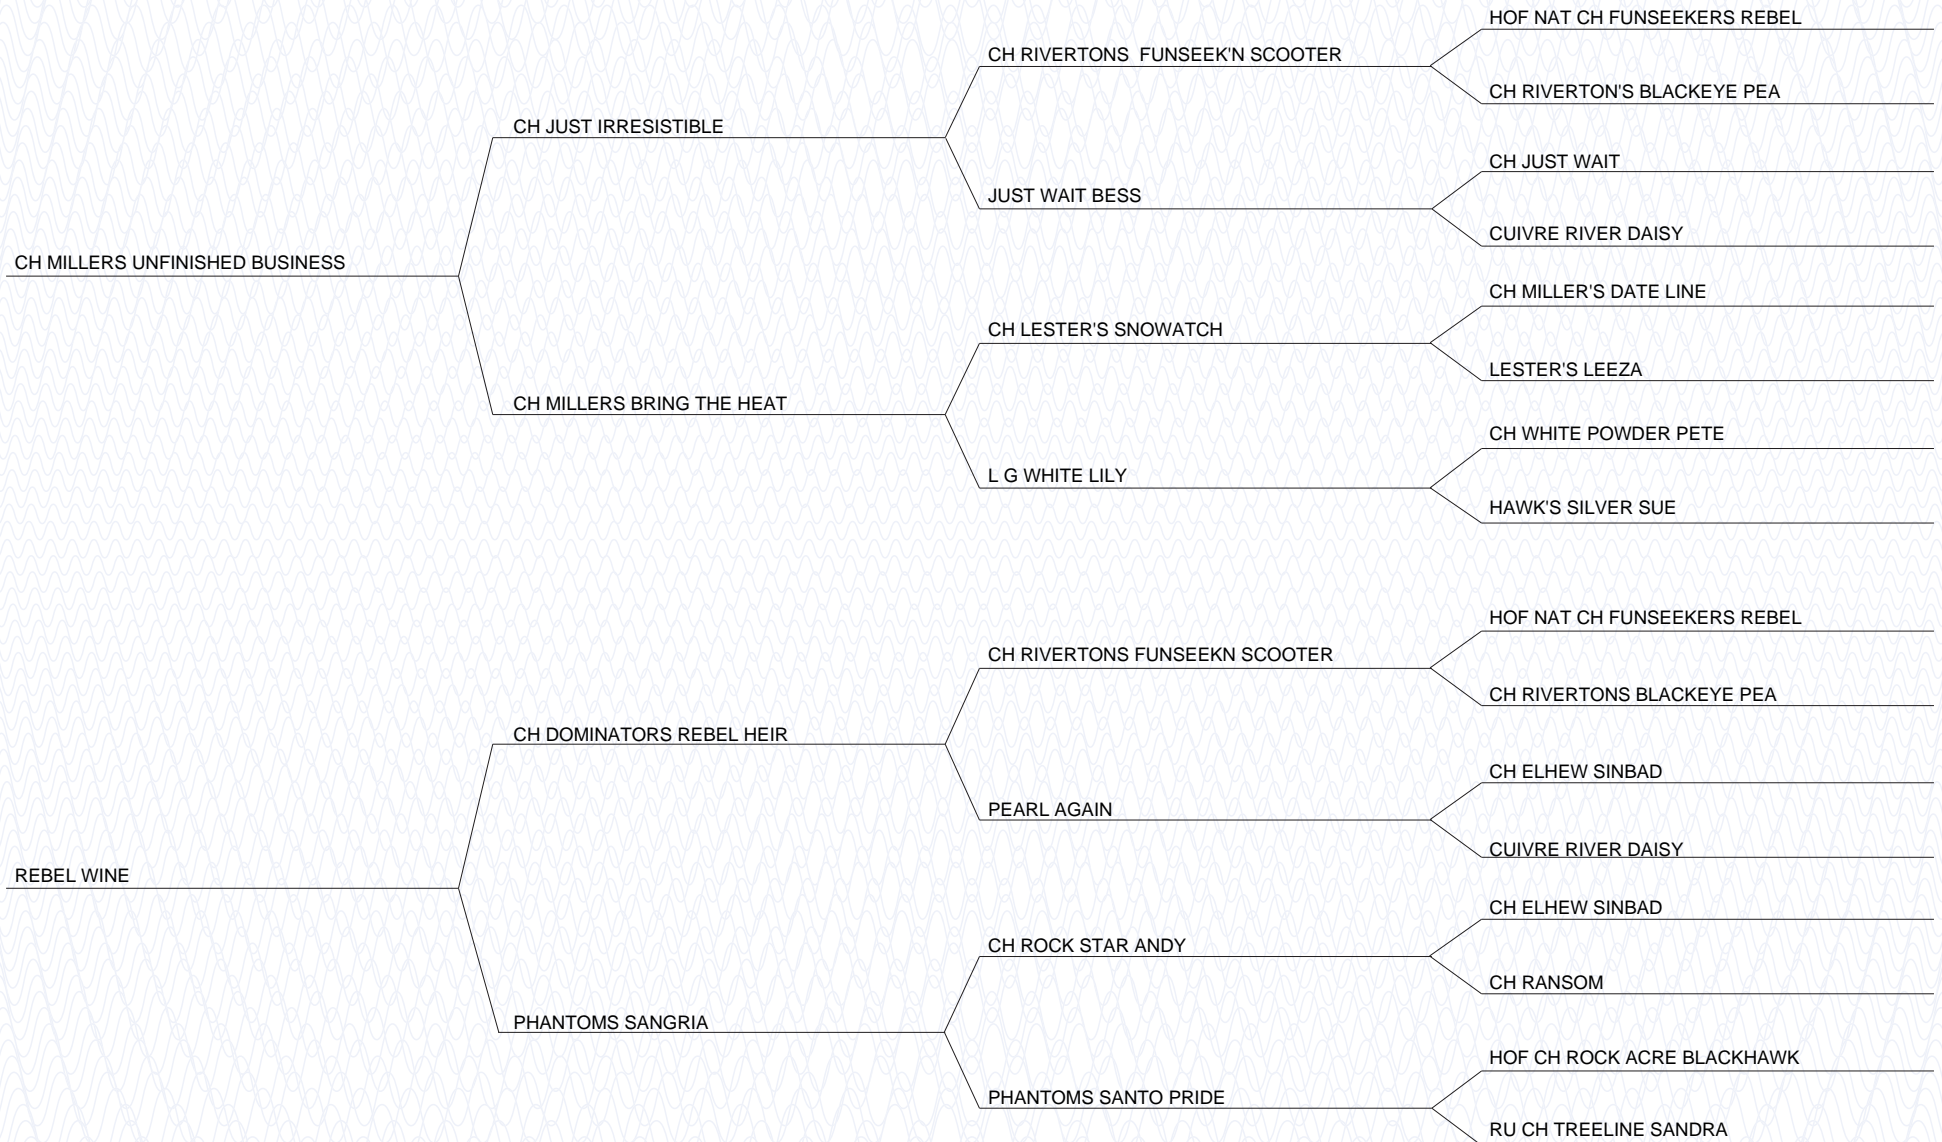 HOF NAT CH FUNSEEKERS REBEL
CH RIVERTONS  FUNSEEK'N SCOOTER
CH RIVERTON'S BLACKEYE PEA
CH JUST IRRESISTIBLE
CH JUST WAIT
JUST WAIT BESS
CUIVRE RIVER DAISY
CH MILLERS UNFINISHED BUSINESS
CH MILLER'S DATE LINE
CH LESTER'S SNOWATCH
LESTER'S LEEZA
CH MILLERS BRING THE HEAT
CH WHITE POWDER PETE
L G WHITE LILY
HAWK'S SILVER SUE
HOF NAT CH FUNSEEKERS REBEL
CH RIVERTONS FUNSEEKN SCOOTER
CH RIVERTONS BLACKEYE PEA
CH DOMINATORS REBEL HEIR
CH ELHEW SINBAD
PEARL AGAIN
CUIVRE RIVER DAISY
REBEL WINE
CH ELHEW SINBAD
CH ROCK STAR ANDY
CH RANSOM
PHANTOMS SANGRIA
HOF CH ROCK ACRE BLACKHAWK
PHANTOMS SANTO PRIDE
RU CH TREELINE SANDRA